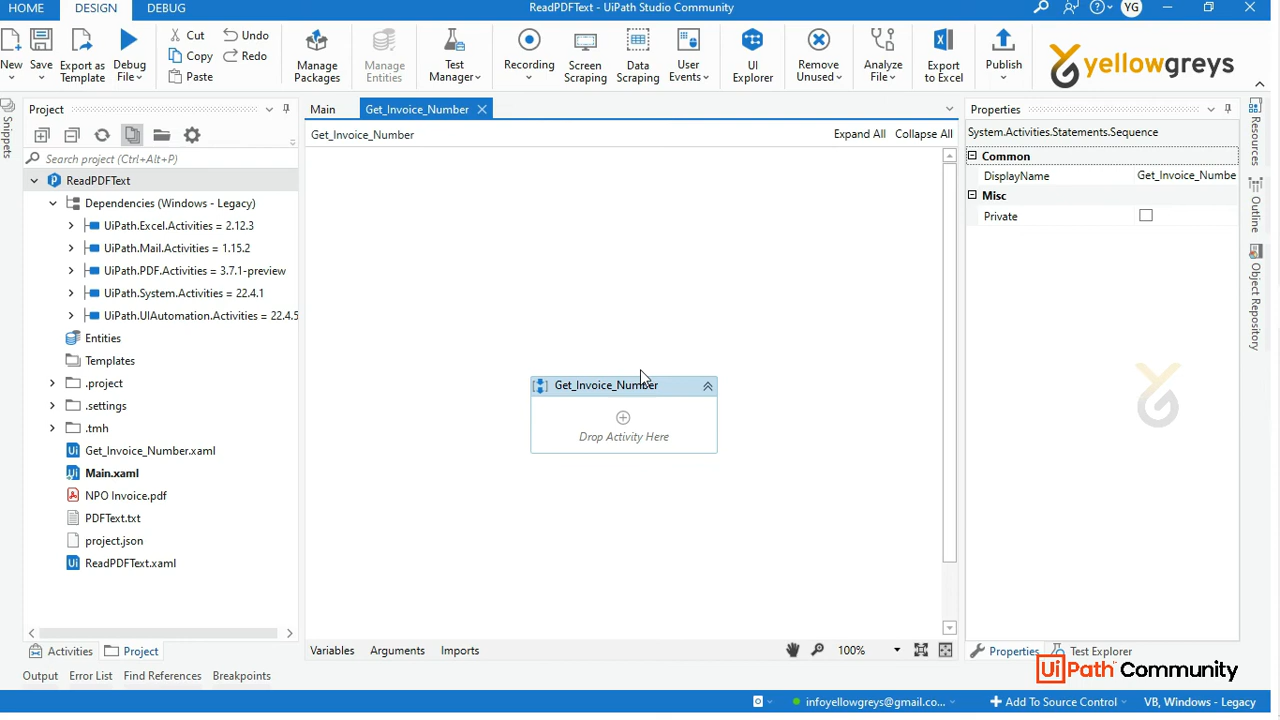 HOME DESIGN DEBUG
ReadPDFText - UiPath Studio Community
YG
New
Save
Export as
Template
Debug
File
Cut
Copy
Paste
Undo
Redo
Manage
Packages
Manage
Entities
Test
Manager
Recording
Screen
Scraping
Data
Scraping
User
Events
UI
Explorer
Remove
Unused
Analyze
File
Export
to Excel
Publish
yellowgreys
Snippets
Project
Search project (Ctrl+Alt+P)
ReadPDFText
Dependencies (Windows - Legacy)
UiPath.Excel.Activities = 2.12.3
UiPath.Mail.Activities = 1.15.2
UiPath.PDF.Activities = 3.7.1-preview
UiPath.System.Activities = 22.4.1
UiPath.UIAutomation.Activities = 22.4.5
Entities
Templates
.project
.settings
.tmh
Get_Invoice_Number.xaml
Main.xaml
NPO Invoice.pdf
PDFText.txt
project.json
ReadPDFText.xaml
Activities Project
Main Get_Invoice_Number
Get_Invoice_Number Expand All Collapse All
Get_Invoice_Number
Drop Activity Here
Variables Arguments Imports 100%
Properties
System.Activities.Statements.Sequence
Common
DisplayName Get_Invoice_Numbe
Misc
Private
Properties Test Explorer
Resources
Outline
Object Repository
UiPath Community
Output Error List Find References Breakpoints
infoyellowgreys@gmail.co... Add To Source Control VB, Windows - Legacy